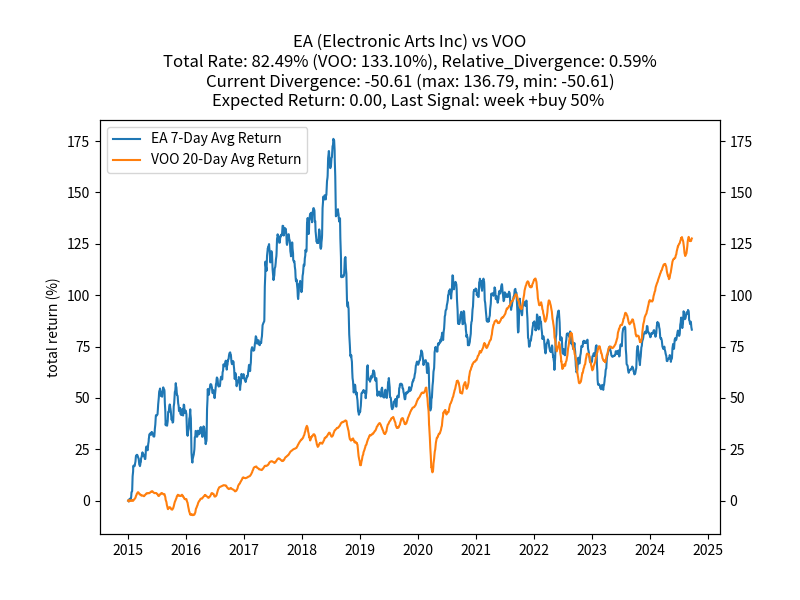 EA (Electronic Arts Inc) vs VOO
Total Rate: 82.49% (VOO: 133.10%), Relative_Divergence: 0.59%
Current Divergence: -50.61 (max: 136.79, min: -50.61)
Expected Return: 0.00, Last Signal: week +buy 50%
EA 7-Day Avg Return
VOO 20-Day Avg Return
total return (%)
175
150
125
100
75
50
25
0
175
150
125
100
75
50
25
0
2015 2016 2017 2018 2019 2020 2021 2022 2023 2024 2025